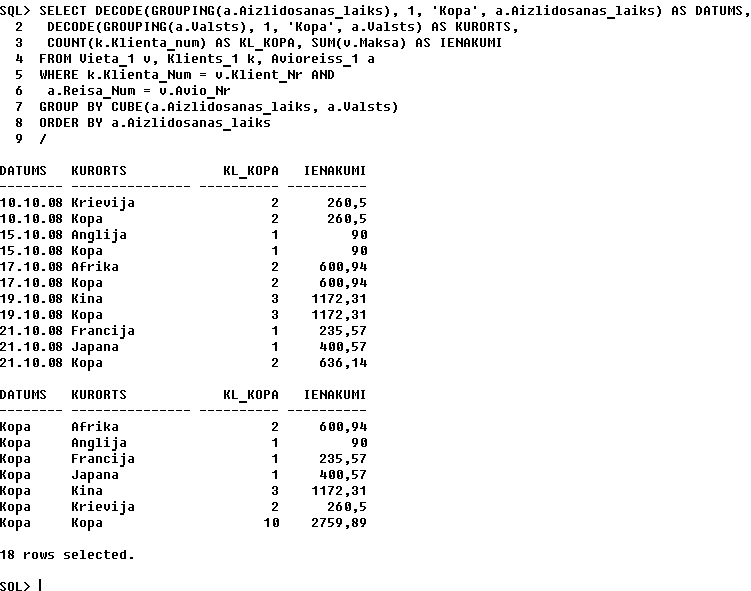 SQL> SELECT DECODE(GROUPING(a.Aizlidosanas_laiks), 1, 'Kopa', a.Aizlidosanas_laiks) AS DATUMS,
  2   DECODE(GROUPING(a.Valsts), 1, 'Kopa', a.Valsts) AS KURORTS,
  3   COUNT(k.Klienta_num) AS KL_KOPA, SUM(v.Maksa) AS IENAKUMI
  4  FROM Vieta_1 v, Klients_1 k, Avioreiss_1 a
  5  WHERE k.Klienta_Num = v.Klient_Nr AND
  6   a.Reisa_Num = v.Avio_Nr
  7  GROUP BY CUBE(a.Aizlidosanas_laiks, a.Valsts)
  8  ORDER BY a.Aizlidosanas_laiks
  9  /
DATUMS   KURORTS            KL_KOPA   IENAKUMI
-------- --------------- ---------- ----------
10.10.08 Krievija                 2      260,5
10.10.08 Kopa                     2      260,5
15.10.08 Anglija                  1         90
15.10.08 Kopa                     1         90
17.10.08 Afrika                   2     600,94
17.10.08 Kopa                     2     600,94
19.10.08 Kina                     3    1172,31
19.10.08 Kopa                     3    1172,31
21.10.08 Francija                 1     235,57
21.10.08 Japana                   1     400,57
21.10.08 Kopa                     2     636,14
DATUMS   KURORTS            KL_KOPA   IENAKUMI
-------- --------------- ---------- ----------
Kopa     Afrika                   2     600,94
Kopa     Anglija                  1         90
Kopa     Francija                 1     235,57
Kopa     Japana                   1     400,57
Kopa     Kina                     3    1172,31
Kopa     Krievija                 2      260,5
Kopa     Kopa                    10    2759,89
18 rows selected.
SQL>